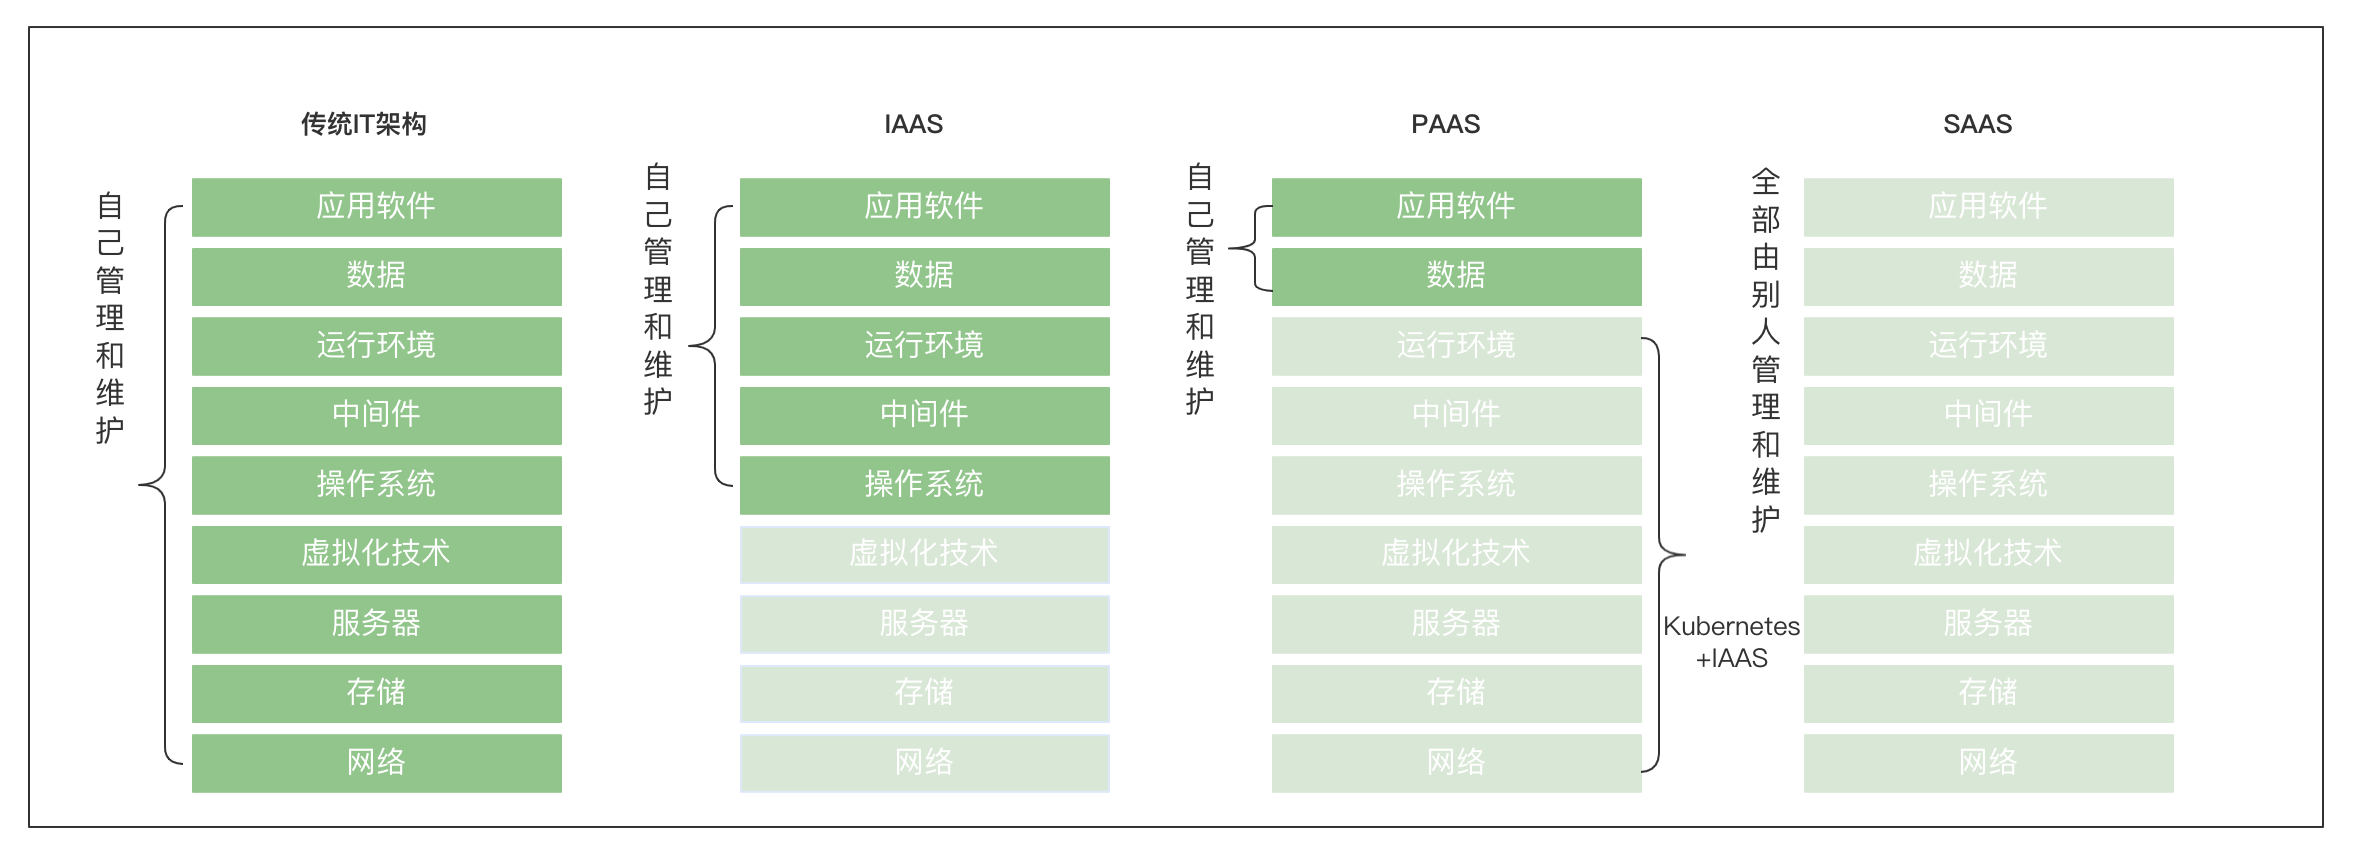 传统IT架构
自己管理和维护
应用软件
数据
运行环境
中间件
操作系统
虚拟化技术
服务器
存储
网络
IAAS
自己管理和维护
应用软件
数据
运行环境
中间件
操作系统
虚拟化技术
服务器
存储
网络
PAAS
自己管理和维护
应用软件
数据
运行环境
中间件
操作系统
虚拟化技术
服务器
存储
网络
Kubernetes
+IAAS
SAAS
全部由别人管理和维护
应用软件
数据
运行环境
中间件
操作系统
虚拟化技术
服务器
存储
网络